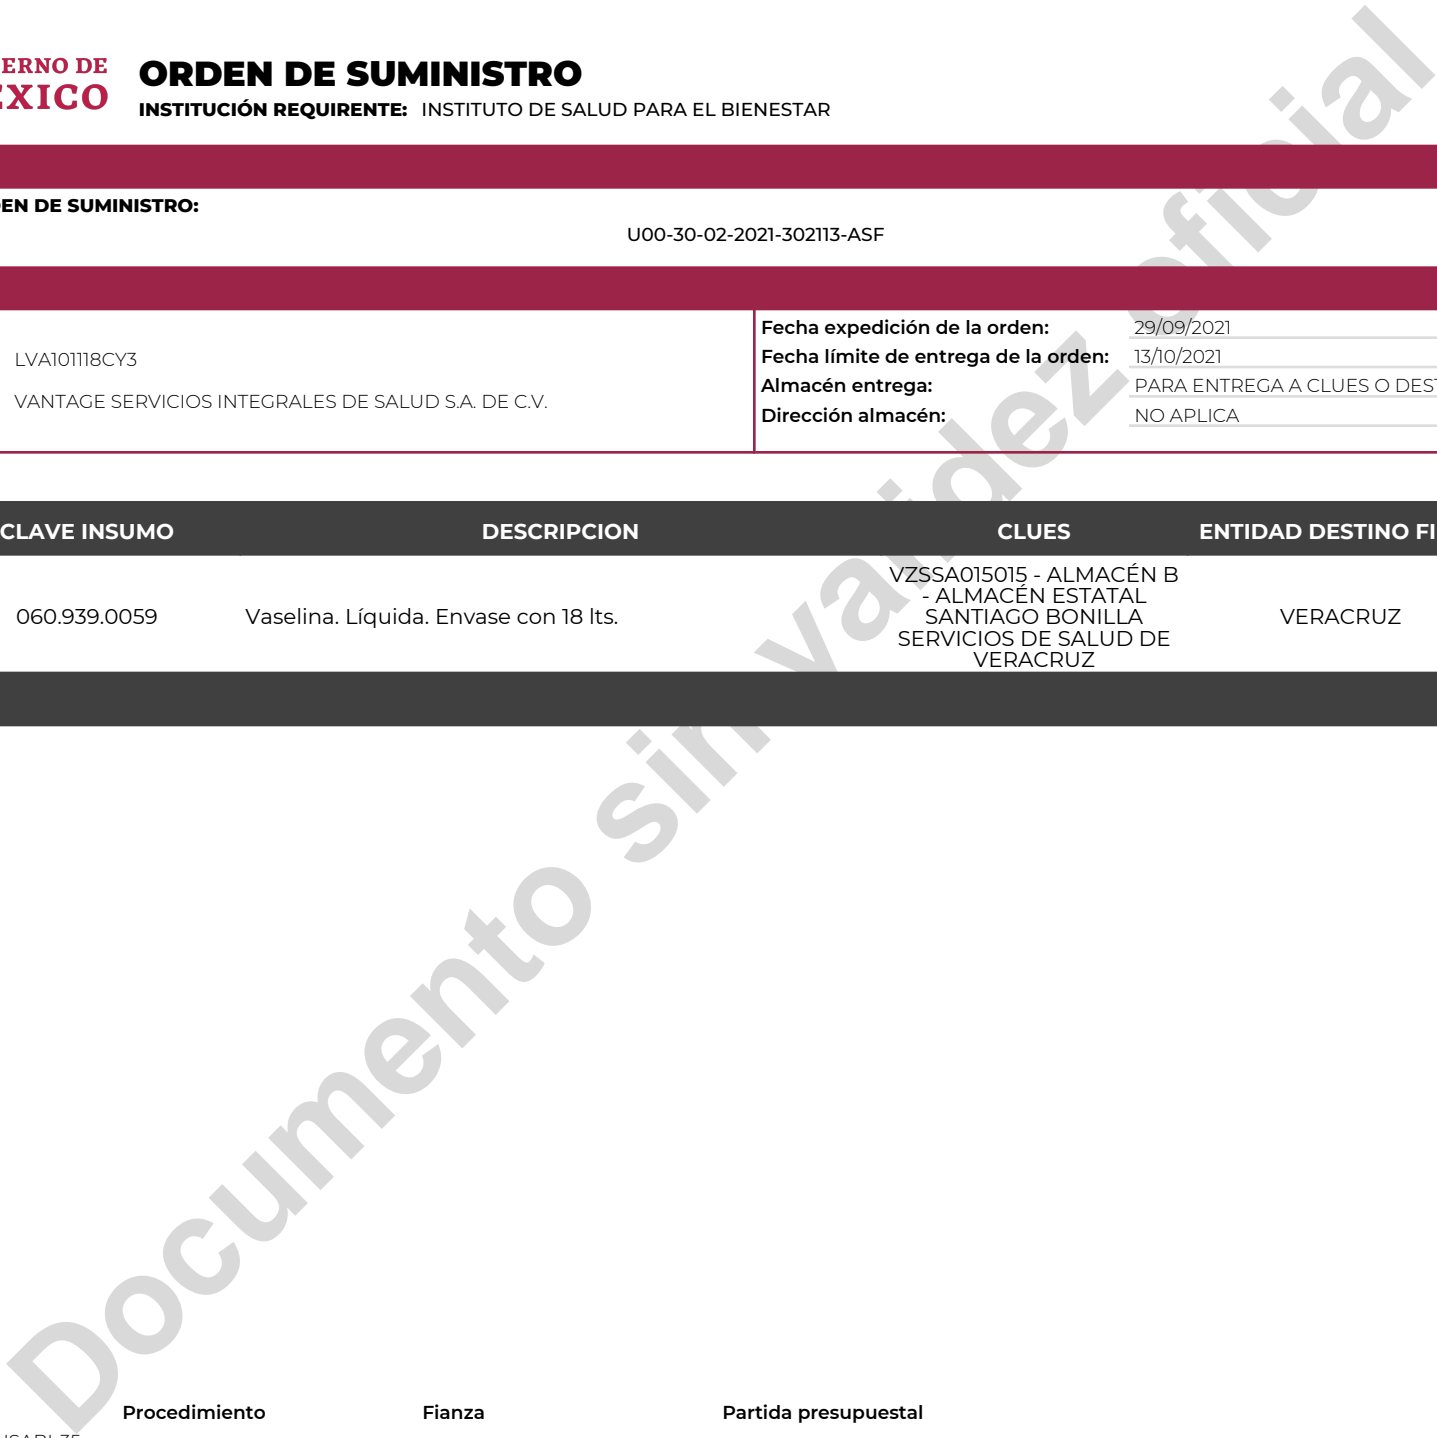 ERNO DE
EXICO
ORDEN DE SUMINISTRO
INSTITUCIÓN REQUIRENTE: INSTITUTO DE SALUD PARA EL BIENESTAR
EN DE SUMINISTRO:
U00-30-02-2021-302113-ASF
LVA101118CY3
VANTAGE SERVICIOS INTEGRALES DE SALUD S.A. DE C.V.
Fecha expedición de la orden: 29/09/2021
Fecha límite de entrega de la orden: 13/10/2021
Almacén entrega: PARA ENTREGA A CLUES O DEST
Dirección almacén: NO APLICA
CLAVE INSUMO DESCRIPCION CLUES ENTIDAD DESTINO FI
060.939.0059 Vaselina. Líquida. Envase con 18 lts.
VZSSA015015 - ALMACÉN B
- ALMACÉN ESTATAL
SANTIAGO BONILLA
SERVICIOS DE SALUD DE
VERACRUZ
VERACRUZ
Documento sin validez oficial
Procedimiento Fianza Partida presupuestal